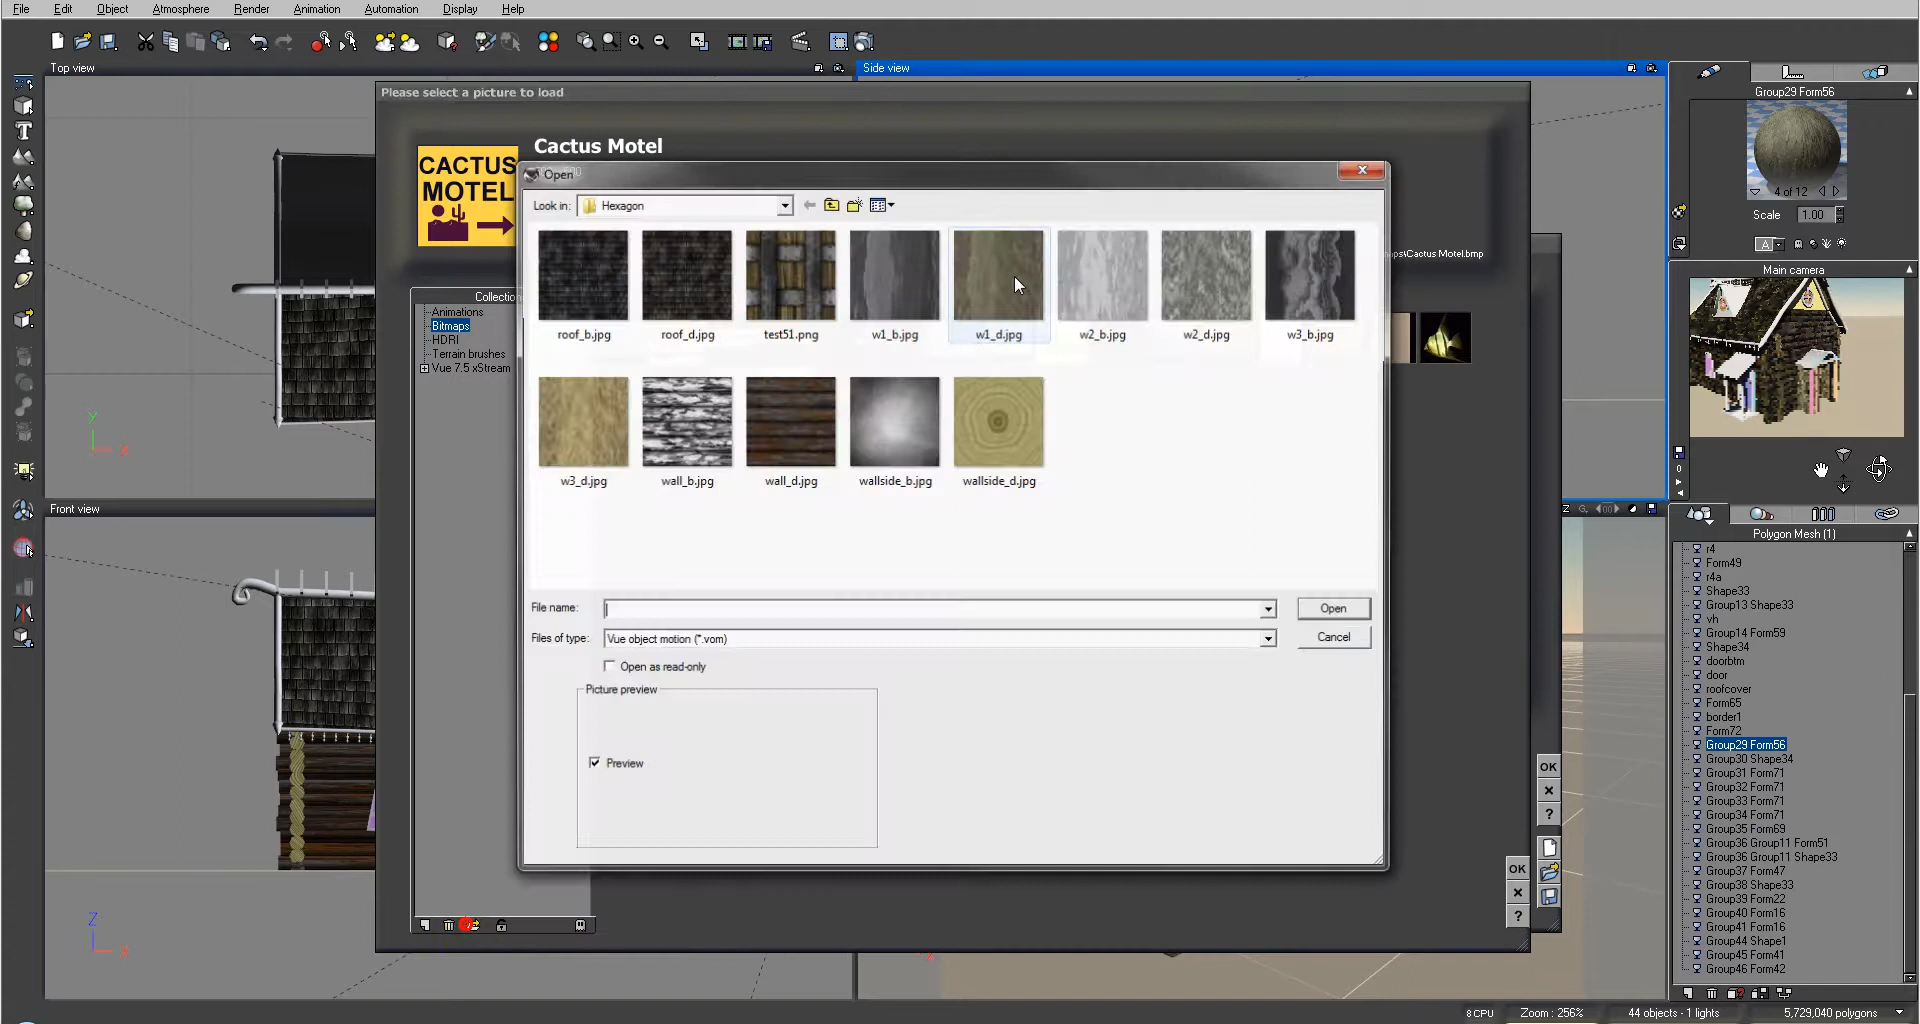 File Edit Object Atmosphere Render Animation Automation Display Help
Top view
Side view
Please select a picture to load
CACTUS
MOTEL
Cactus Motel
Open
Look in: Hexagon
roof_b.jpg roof_d.jpg test51.png w1_b.jpg w1_d.jpg w2_b.jpg w2_d.jpg w3_b.jpg
w3_d.jpg wall_b.jpg wall_d.jpg wallside_b.jpg wallside_d.jpg
File name: Open
Files of type: Vue object motion (*.vom) Cancel
Open as read-only
Picture preview
Preview
\Cactus Motel.bmp
Collection
Animations
Bitmaps
HDRI
Terrain brushes
Vue 7.5 xStream
Y
X
Front view
Z
X
OK
?
OK
?
Group29 Form56
4 of 12
Scale 1.00
A
Main camera
0
Polygon Mesh (1)
r4
Form49
r4a
Shape33
Group13 Shape33
vh
Group14 Form59
Shape34
doorbtm
door
roofcover
Form65
border1
Form72
Group29 Form56
Group30 Shape34
Group31 Form71
Group32 Form71
Group33 Form71
Group34 Form71
Group35 Form69
Group36 Group11 Form51
Group36 Group11 Shape33
Group37 Form47
Group38 Shape33
Group39 Form22
Group40 Form16
Group41 Form16
Group44 Shape1
Group45 Form41
Group46 Form42
8 CPU Zoom : 256% 44 objects - 1 lights 5,729,040 polygons